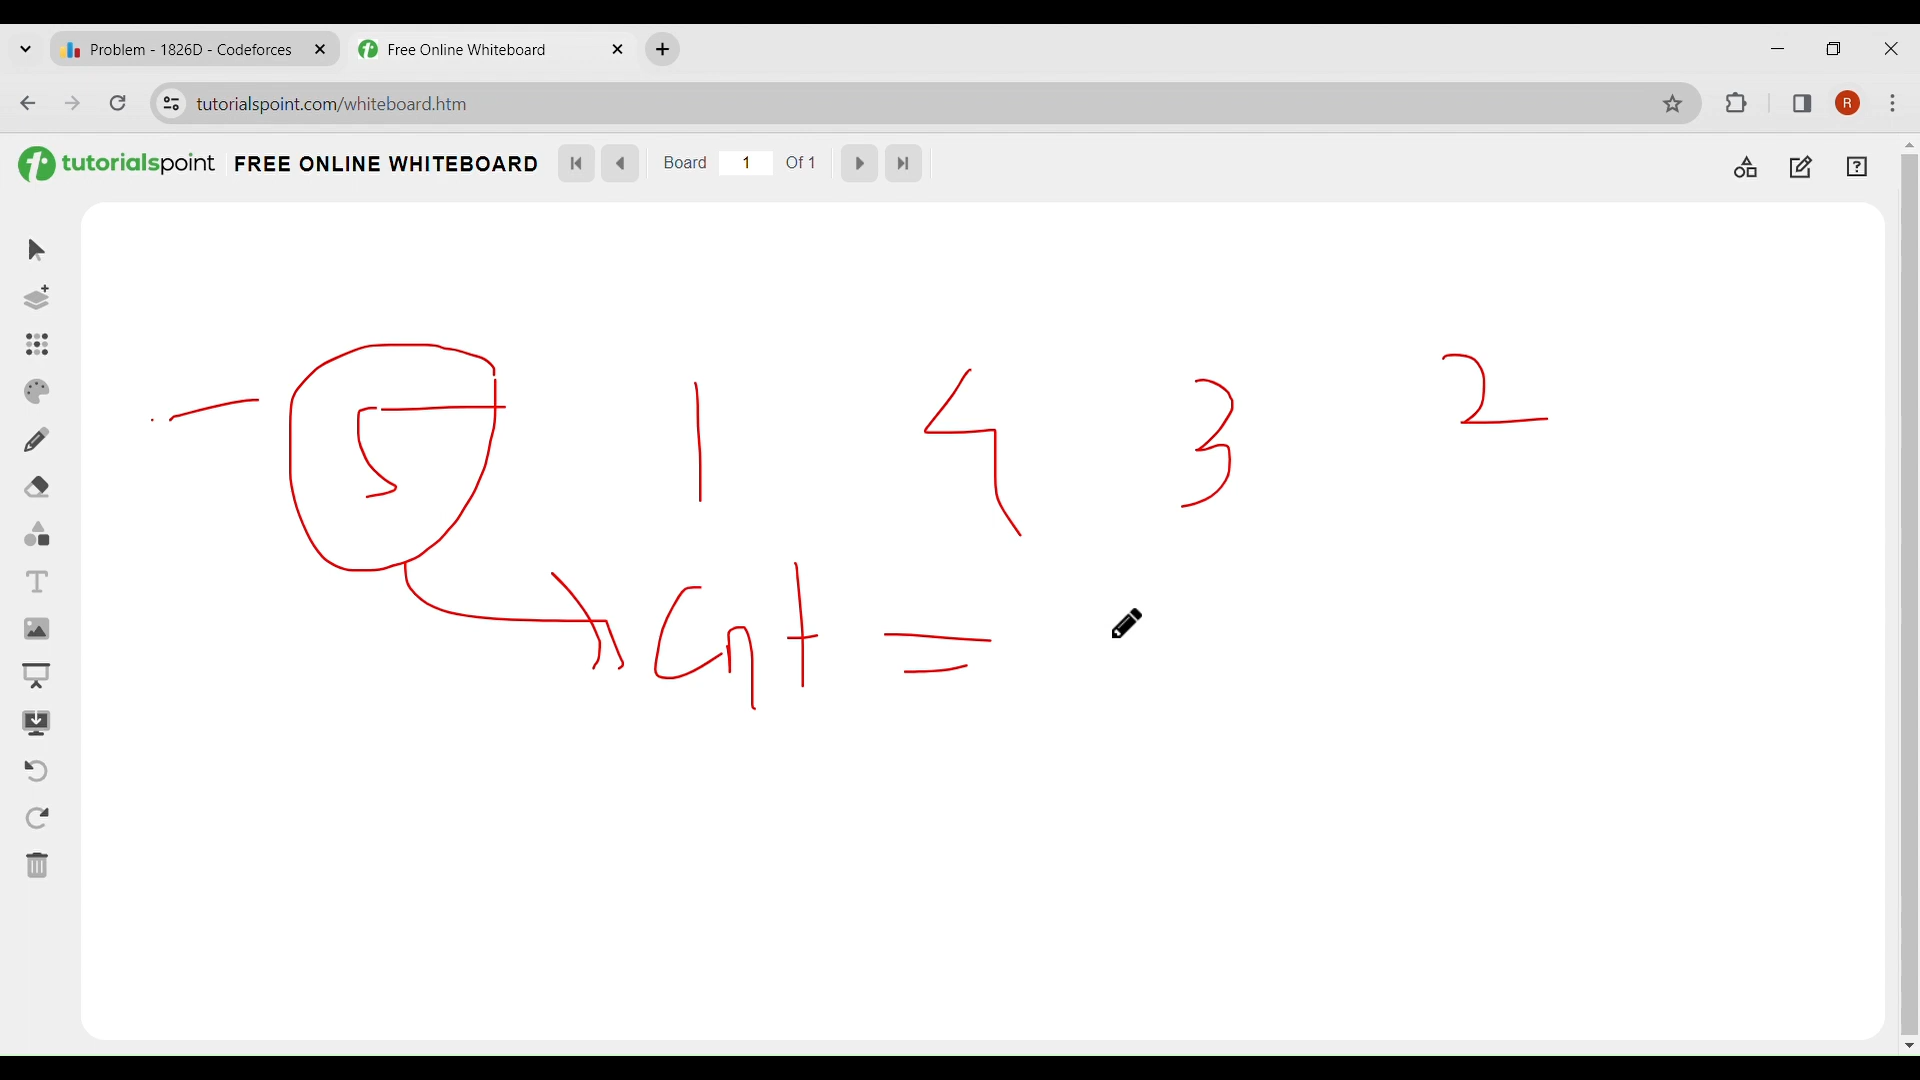 Problem - 1826D - Codeforces
Free Online Whiteboard
tutorialspoint.com/whiteboard.htm
R
tutorialspoint FREE ONLINE WHITEBOARD Board 1 Of 1
5 1 4 3 2
Cnt =